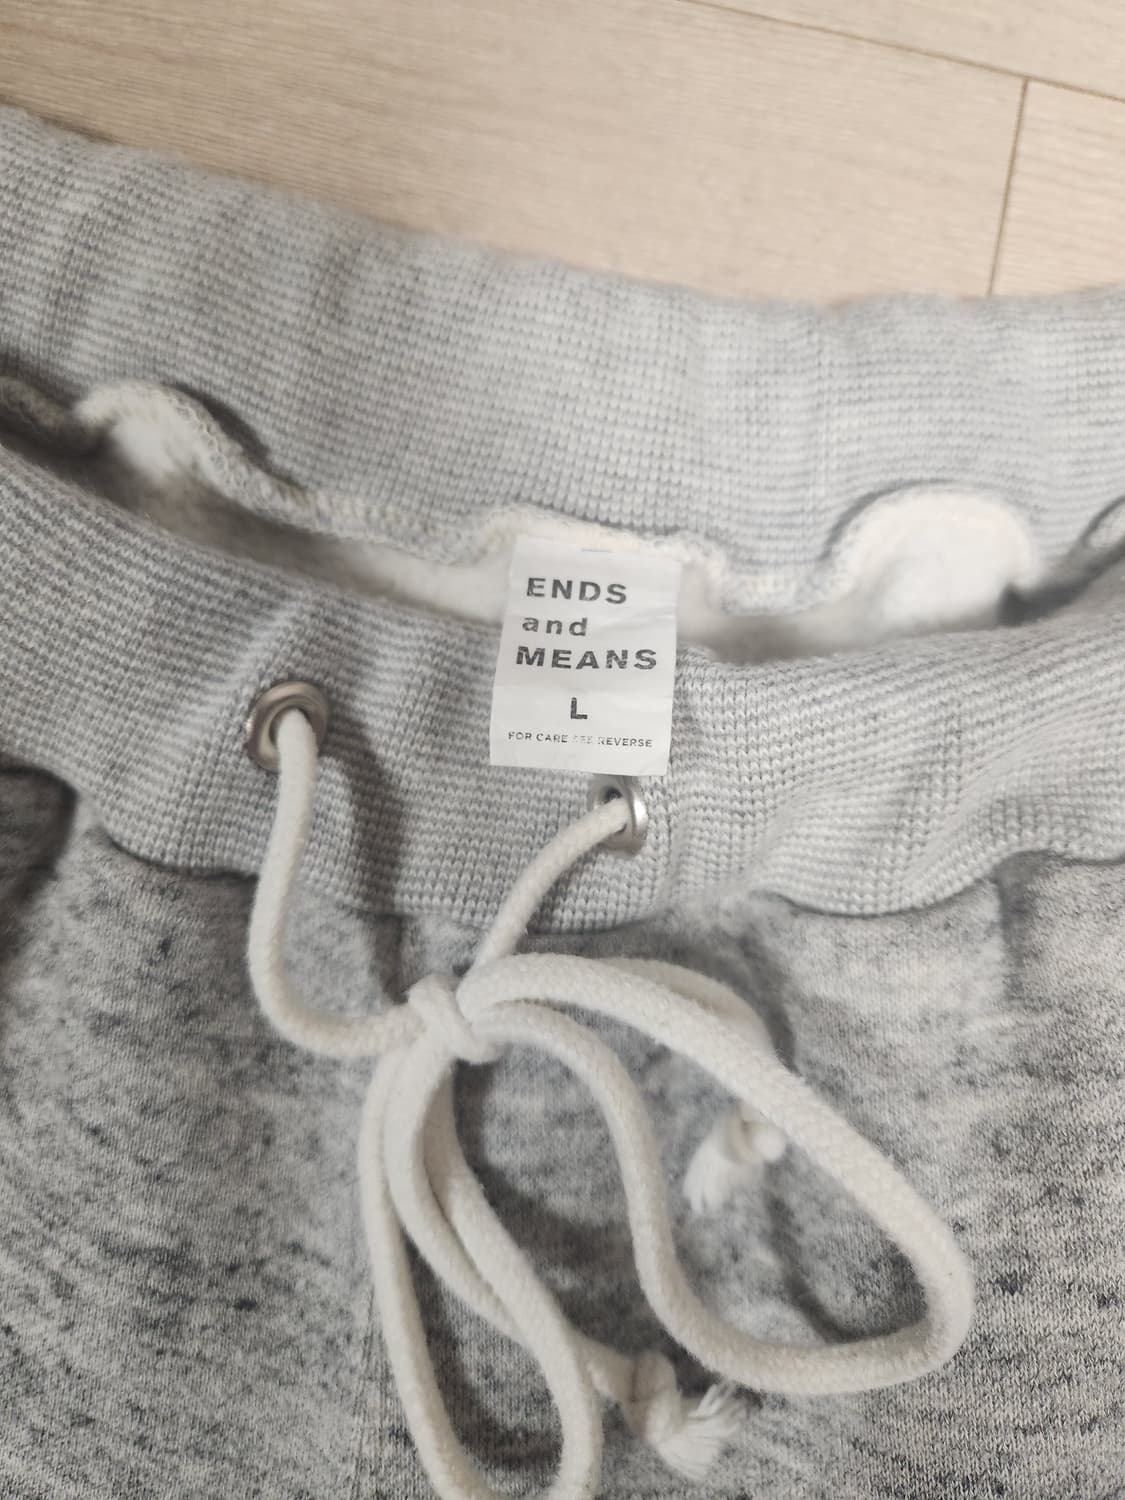 ENDS
and
MEANS
L
FOR CARE SEE REVERSE